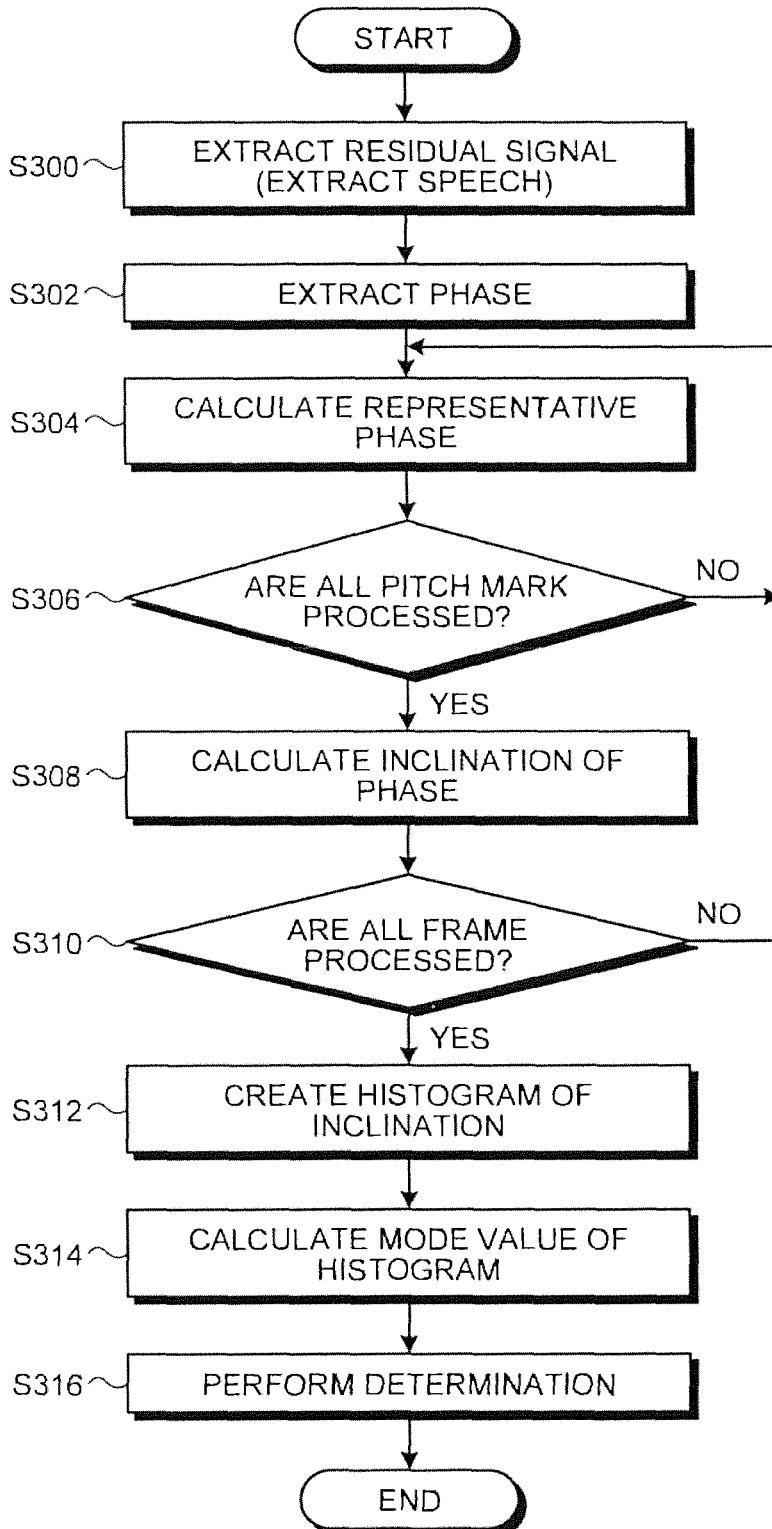 START
S300
EXTRACT RESIDUAL SIGNAL
(EXTRACT SPEECH)
S302
EXTRACT PHASE
S304
CALCULATE REPRESENTATIVE
PHASE
S306
ARE ALL PITCH MARK
PROCESSED?
NO
YES
S308
CALCULATE INCLINATION OF
PHASE
S310
ARE ALL FRAME
PROCESSED?
NO
YES
S312
CREATE HISTOGRAM OF
INCLINATION
S314
CALCULATE MODE VALUE OF
HISTOGRAM
S316
PERFORM DETERMINATION
END